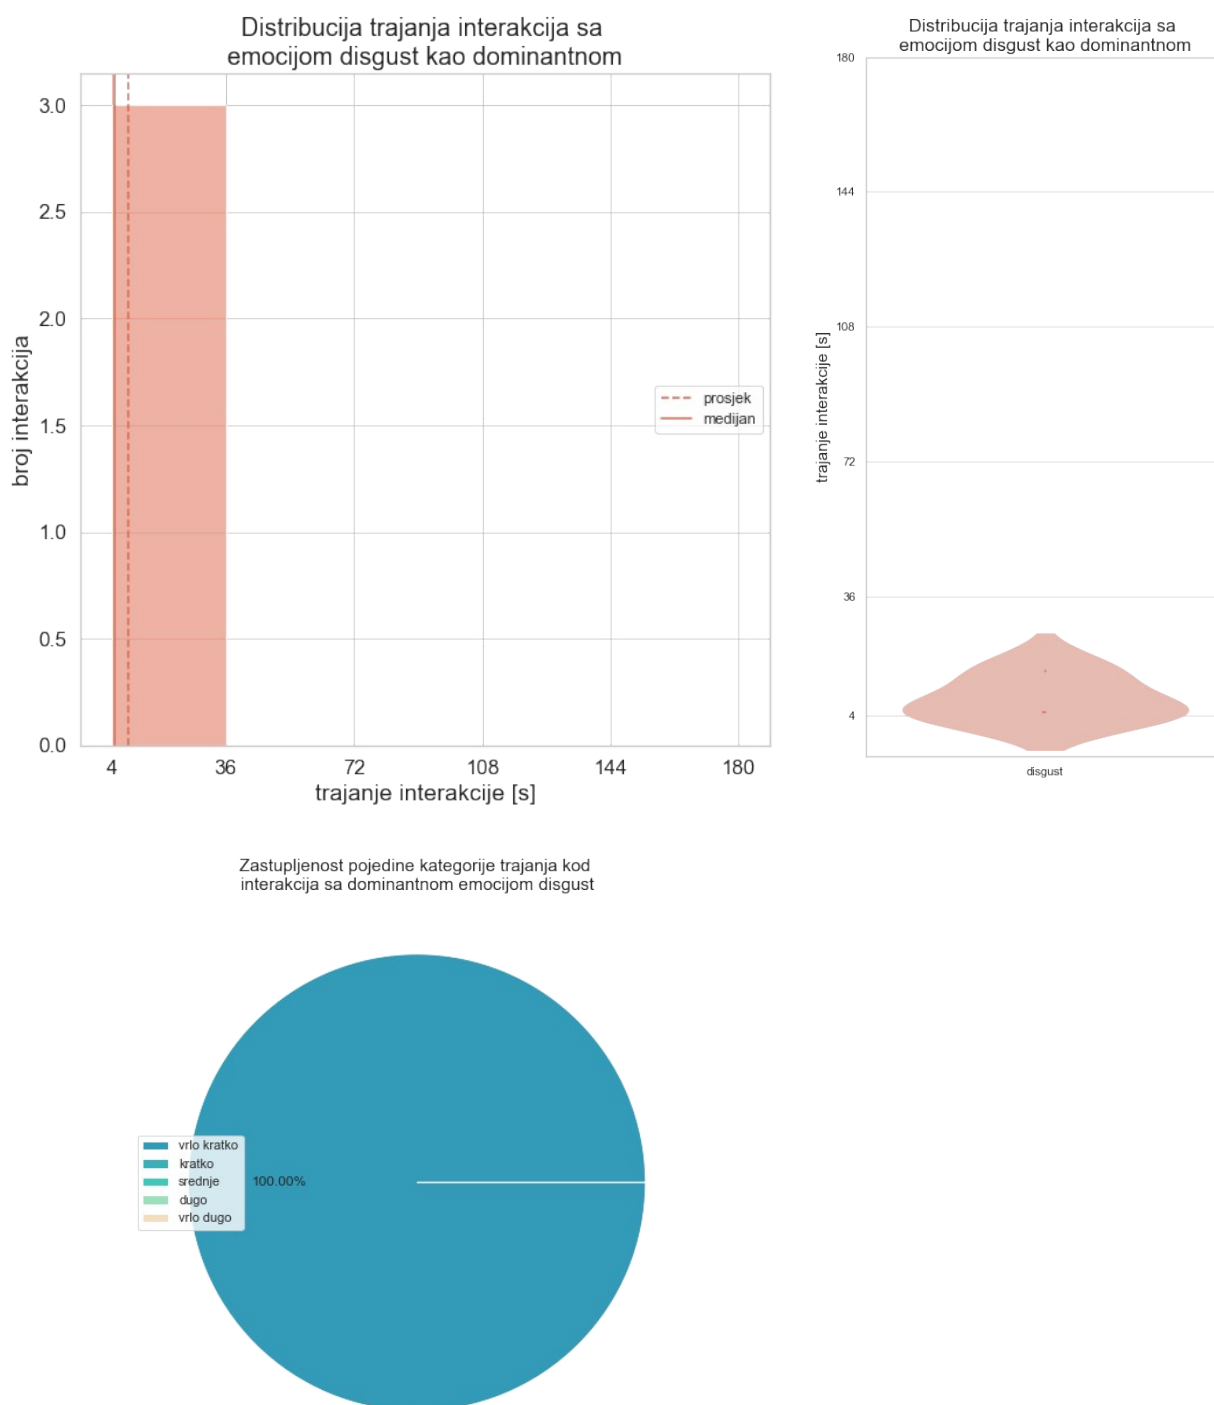 Distribucija trajanja interakcija sa
emocijom disgust kao dominantnom
3.0
2.5
2.0
1.5
1.0
0.5
0.0
broj interakcija
prosjek
medijan
4 36 72 108 144 180
trajanje interakcije [s]
Distribucija trajanja interakcija sa
emocijom disgust kao dominantnom
180
144
108
72
36
4
trajanje interakcije [s]
disgust
Zastupljenost pojedine kategorije trajanja kod
interakcija sa dominantnom emocijom disgust
vrlo kratko
kratko
srednje
dugo
vrlo dugo
100.00%